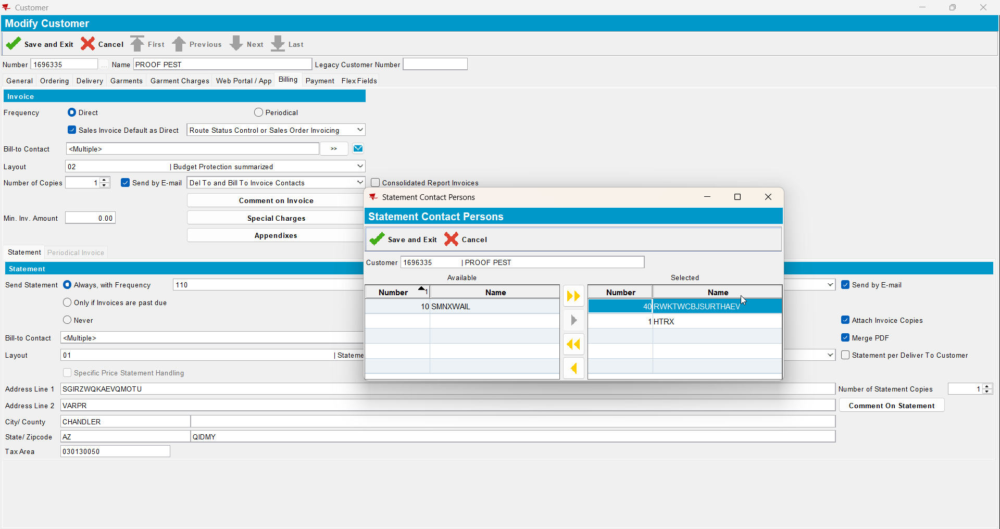 Customer
Modify Customer
Save and Exit Cancel First Previous Next Last
Number 1696335 ... Name PROOF PEST Legacy Customer Number
General Ordering Delivery Garments Garment Charges Web Portal / App Billing Payment Flex Fields
Invoice
Frequency Direct Periodical
Sales Invoice Default as Direct Route Status Control or Sales Order Invoicing
Bill-to Contact <Multiple> >>
Layout 02 | Budget Protection summarized
Number of Copies 1 Send by E-mail Del To and Bill To Invoice Contacts Consolidated Report Invoices
Comment on Invoice
Min. Inv. Amount 0.00 Special Charges
Appendixes
Statement Periodical Invoice
Statement
Send Statement Always, with Frequency 110 Send by E-mail
Only if Invoices are past due
Never Attach Invoice Copies
Bill-to Contact <Multiple> Merge PDF
Layout 01 | Stateme Statement per Deliver To Customer
Specific Price Statement Handling
Address Line 1 SGIRZWQKAEVQMOTU Number of Statement Copies 1
Address Line 2 VARPR Comment On Statement
City/ County CHANDLER
State/ Zipcode AZ QIDMY
Tax Area 030130050
Statement Contact Persons
Statement Contact Persons
Save and Exit Cancel
Customer 1696335 | PROOF PEST
Available Selected
Number 1 Name Number Name
10 SMNXWAIL 40 RWKTWCBJSURTHAEV
1 HTRX